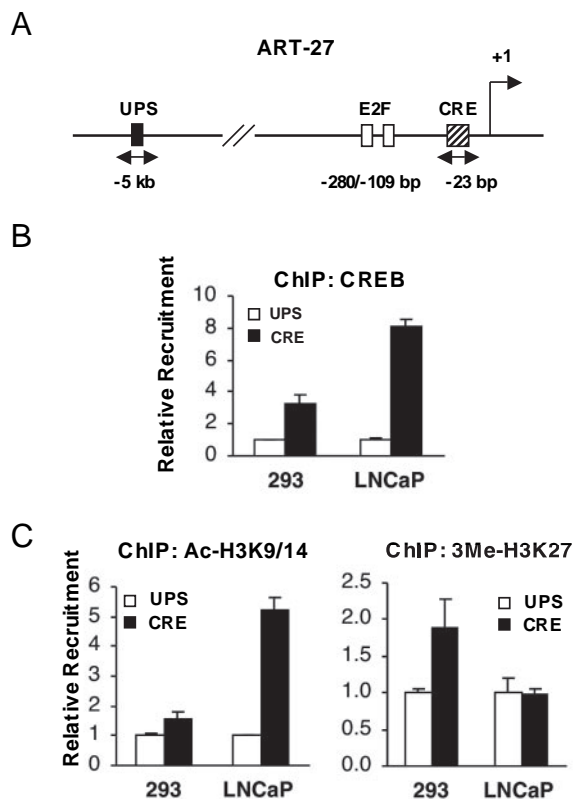 A
ART-27
+1
UPS
E2F
CRE
-5 kb
-280/-109 bp
-23 bp
B
ChIP: CREB
Relative Recruitment
10
8
6
4
2
0
UPS
CRE
293
LNCaP
C
ChIP: Ac-H3K9/14
Relative Recruitment
6
5
4
3
2
1
0
UPS
CRE
293
LNCaP
ChIP: 3Me-H3K27
2.5
2.0
1.5
1.0
0.5
0.0
UPS
CRE
293
LNCaP